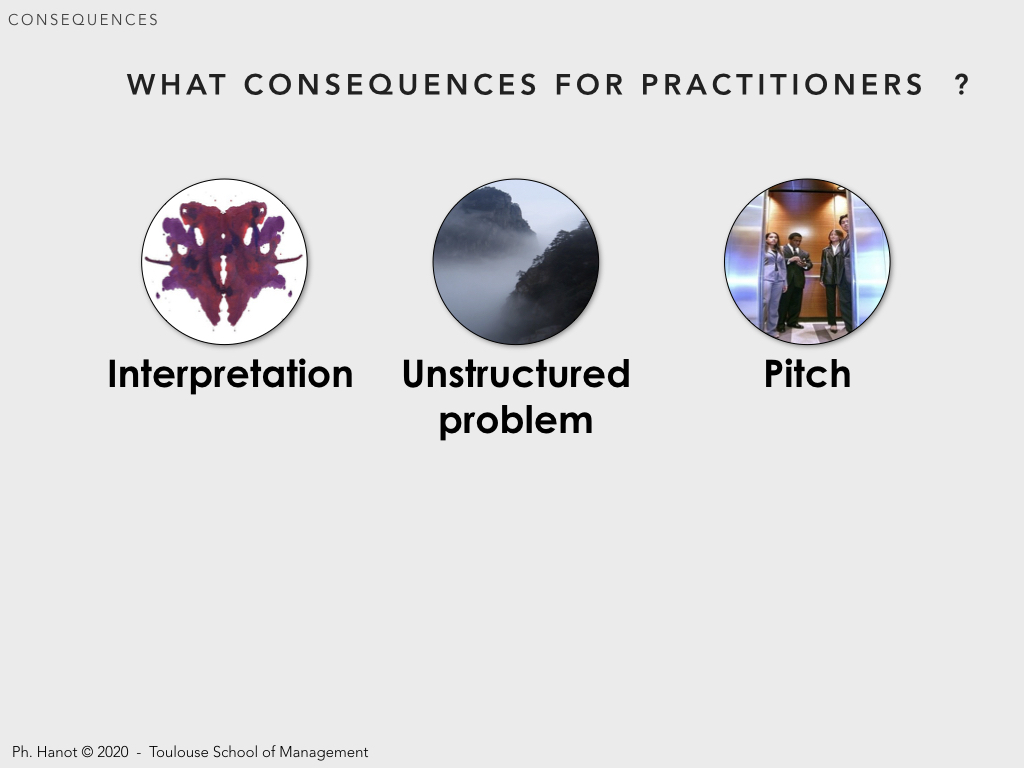 CONSEQUENCES
WHAT CONSEQUENCES FOR PRACTITIONERS ?
Interpretation
Unstructured
problem
Pitch
Ph. Hanot © 2020 - Toulouse School of Management